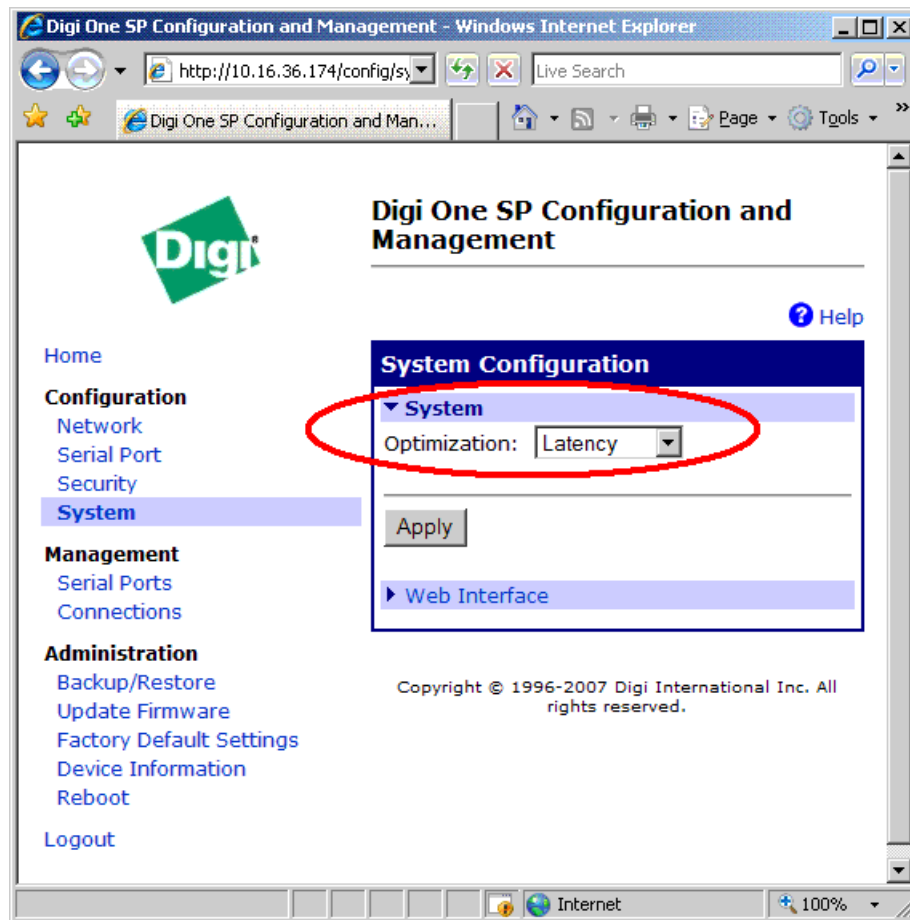 Digi One SP Configuration and Management - Windows Internet Explorer
http://10.16.36.174/config/sy
Live Search
Digi One SP Configuration and Man...
Page
Tools
»
Digi
Digi One SP Configuration and
Management
Help
Home
Configuration
Network
Serial Port
Security
System
Management
Serial Ports
Connections
Administration
Backup/Restore
Update Firmware
Factory Default Settings
Device Information
Reboot
Logout
System Configuration
System
Optimization: Latency
Apply
Web Interface
Copyright © 1996-2007 Digi International Inc. All
rights reserved.
Internet
100%